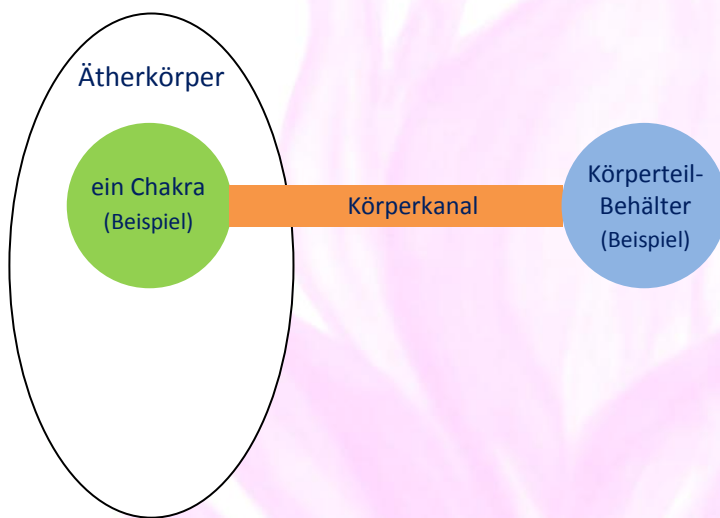 Ätherkörper
ein Chakra
(Beispiel)
Körperkanal
Körperteil-
Behälter
(Beispiel)